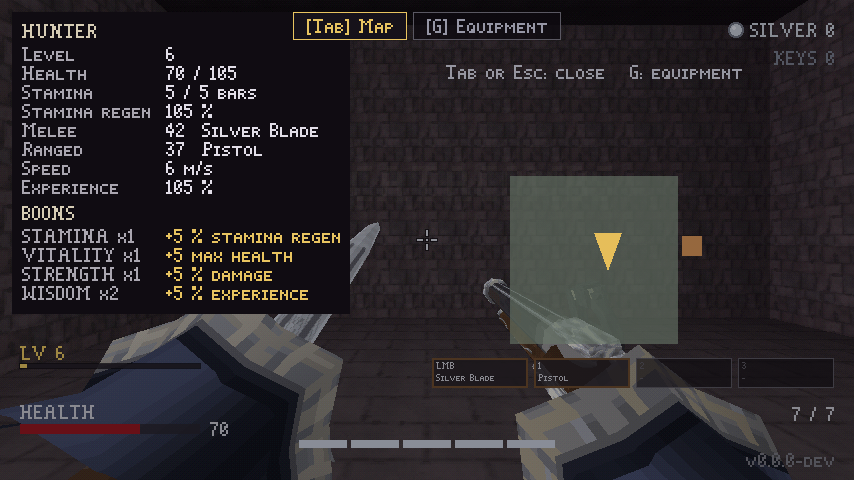 [Tab] Map
[G] Equipment
SILVER 0
KEYS 0
Tab or Esc: close G: equipment
HUNTER
Level 6
Health 70 / 105
Stamina 5 / 5 bars
Stamina regen 105 %
Melee 42 Silver Blade
Ranged 37 Pistol
Speed 6 m/s
Experience 105 %
BOONS
STAMINA x1 +5 % stamina regen
VITALITY x1 +5 max health
STRENGTH x1 +5 % damage
WISDOM x2 +5 % experience
LV 6
HEALTH
70
LMB
Silver Blade
1
Pistol
2
3
7 / 7
v0.0.0-dev